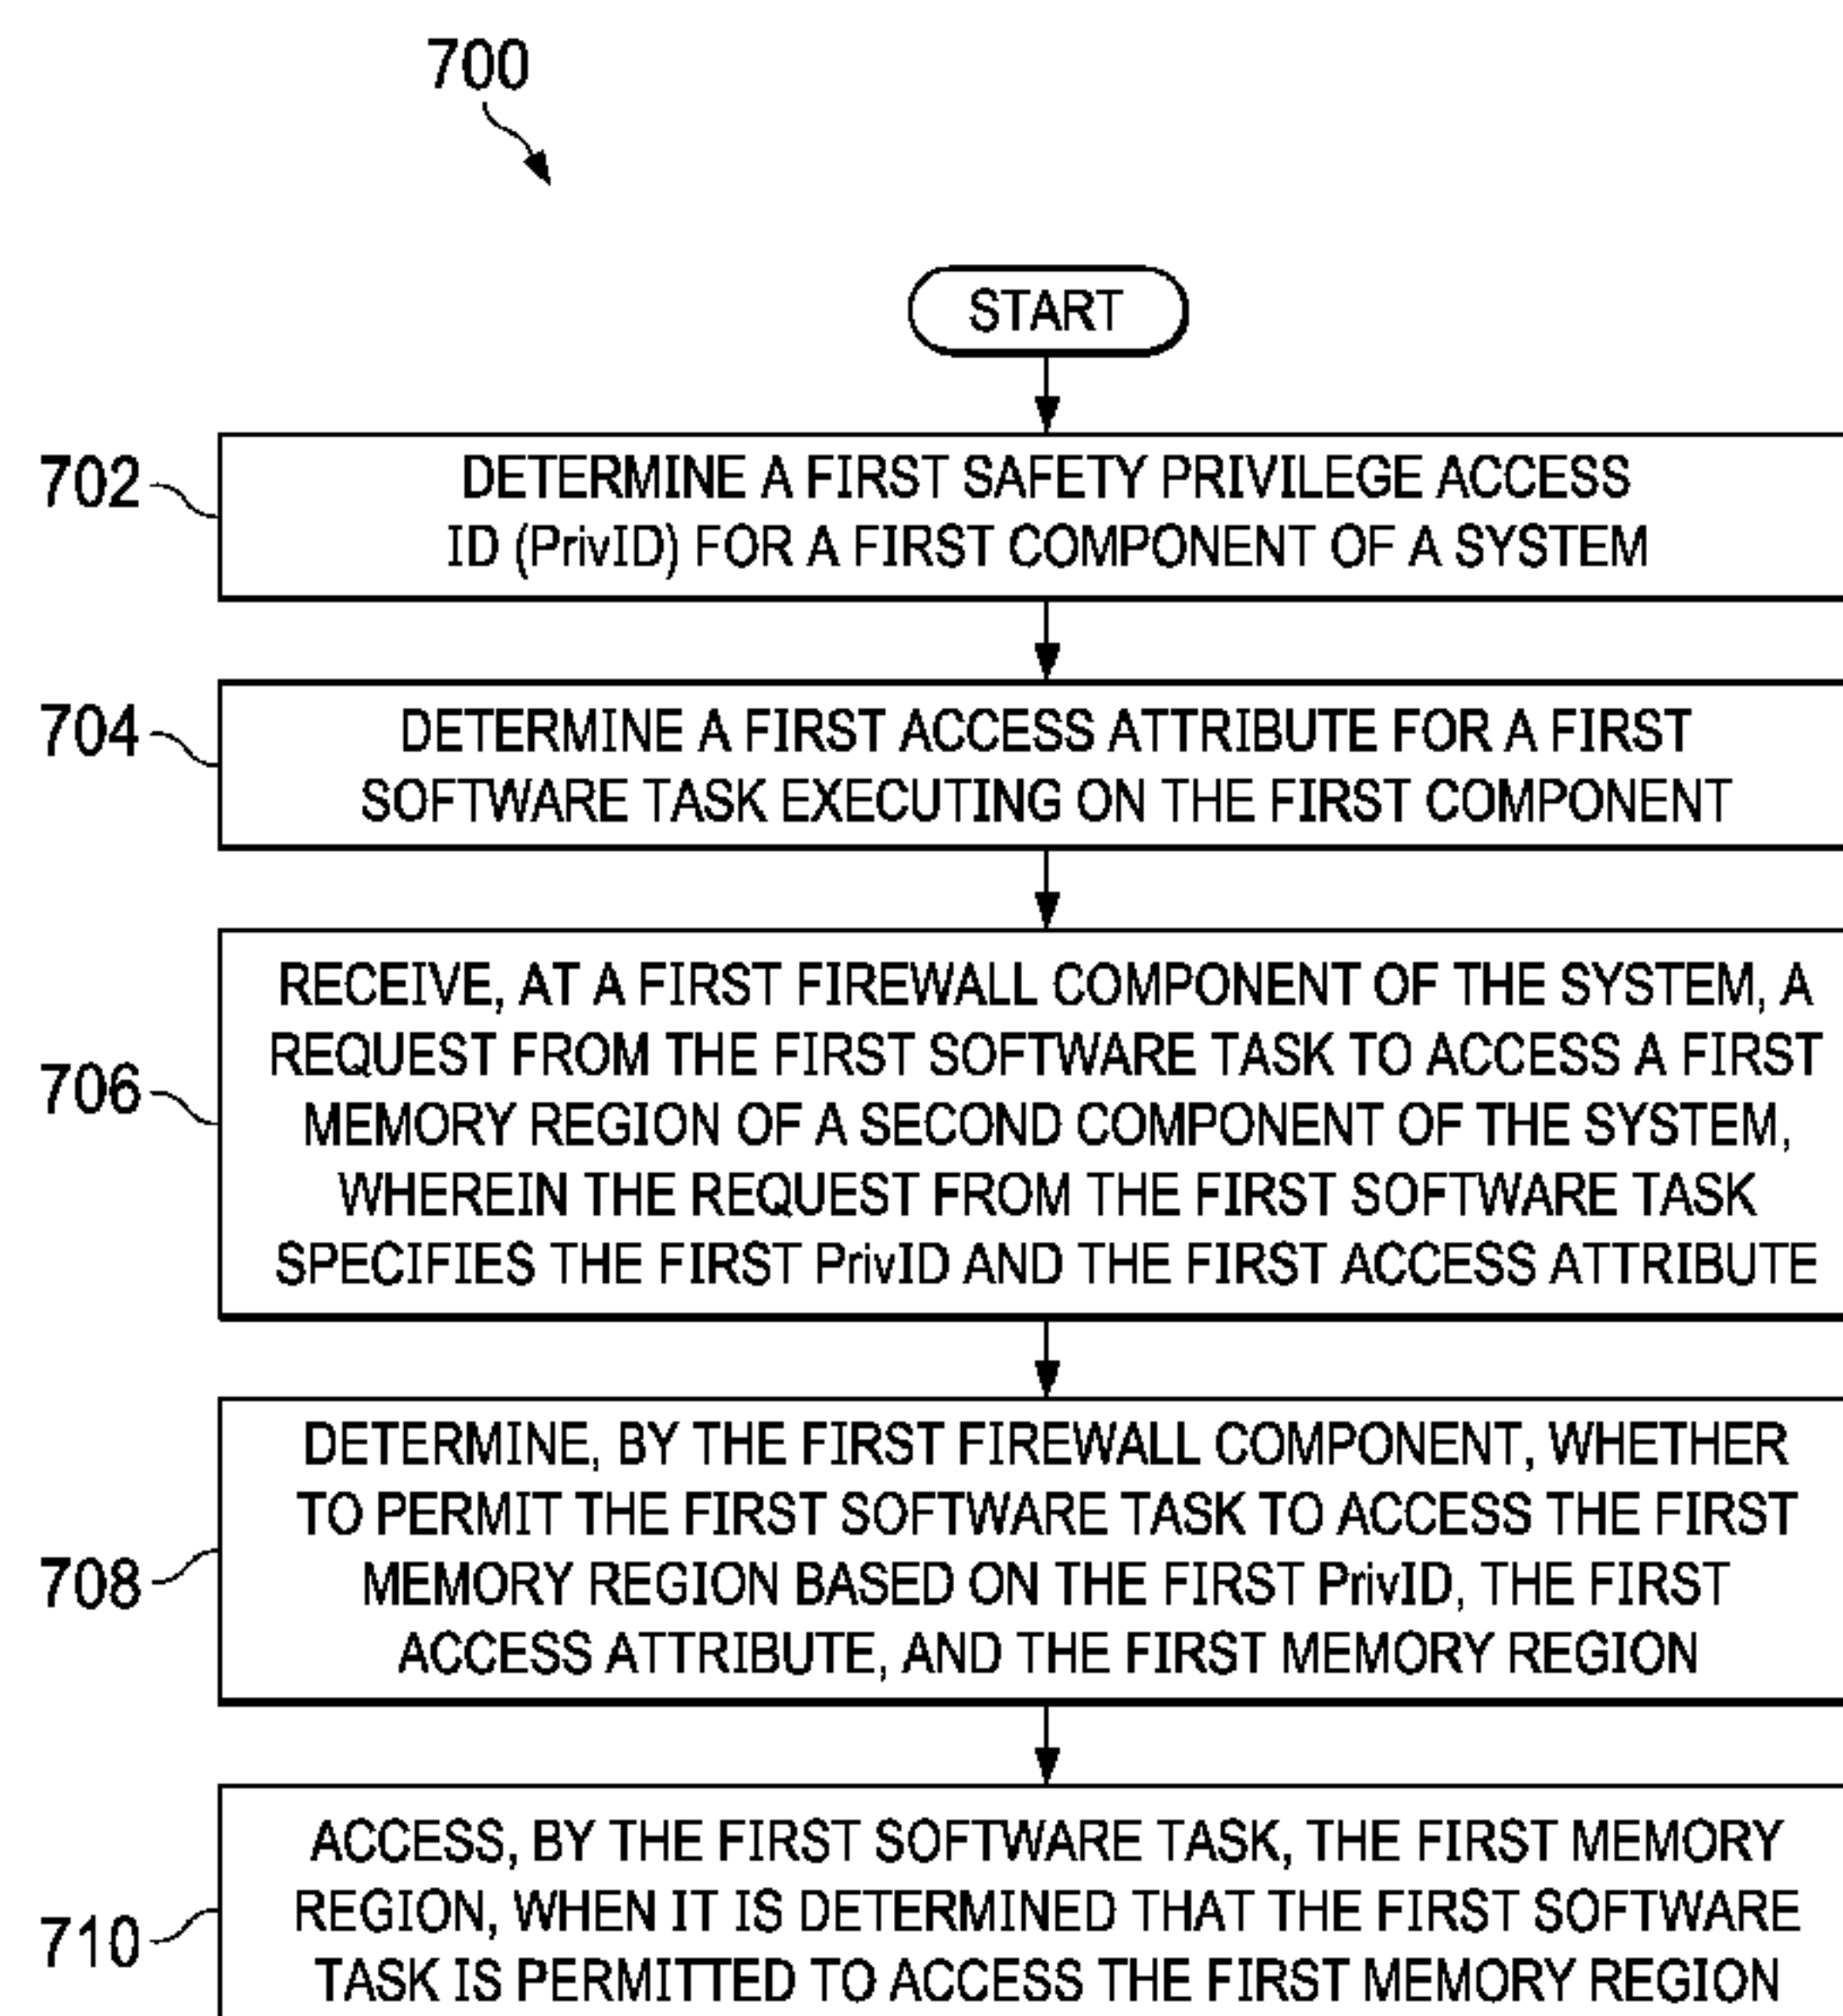 700
START
702
DETERMINE A FIRST SAFETY PRIVILEGE ACCESS
ID (PrivID) FOR A FIRST COMPONENT OF A SYSTEM
704
DETERMINE A FIRST ACCESS ATTRIBUTE FOR A FIRST
SOFTWARE TASK EXECUTING ON THE FIRST COMPONENT
706
RECEIVE, AT A FIRST FIREWALL COMPONENT OF THE SYSTEM, A
REQUEST FROM THE FIRST SOFTWARE TASK TO ACCESS A FIRST
MEMORY REGION OF A SECOND COMPONENT OF THE SYSTEM,
WHEREIN THE REQUEST FROM THE FIRST SOFTWARE TASK
SPECIFIES THE FIRST PrivID AND THE FIRST ACCESS ATTRIBUTE
708
DETERMINE, BY THE FIRST FIREWALL COMPONENT, WHETHER
TO PERMIT THE FIRST SOFTWARE TASK TO ACCESS THE FIRST
MEMORY REGION BASED ON THE FIRST PrivID, THE FIRST
ACCESS ATTRIBUTE, AND THE FIRST MEMORY REGION
710
ACCESS, BY THE FIRST SOFTWARE TASK, THE FIRST MEMORY
REGION, WHEN IT IS DETERMINED THAT THE FIRST SOFTWARE
TASK IS PERMITTED TO ACCESS THE FIRST MEMORY REGION